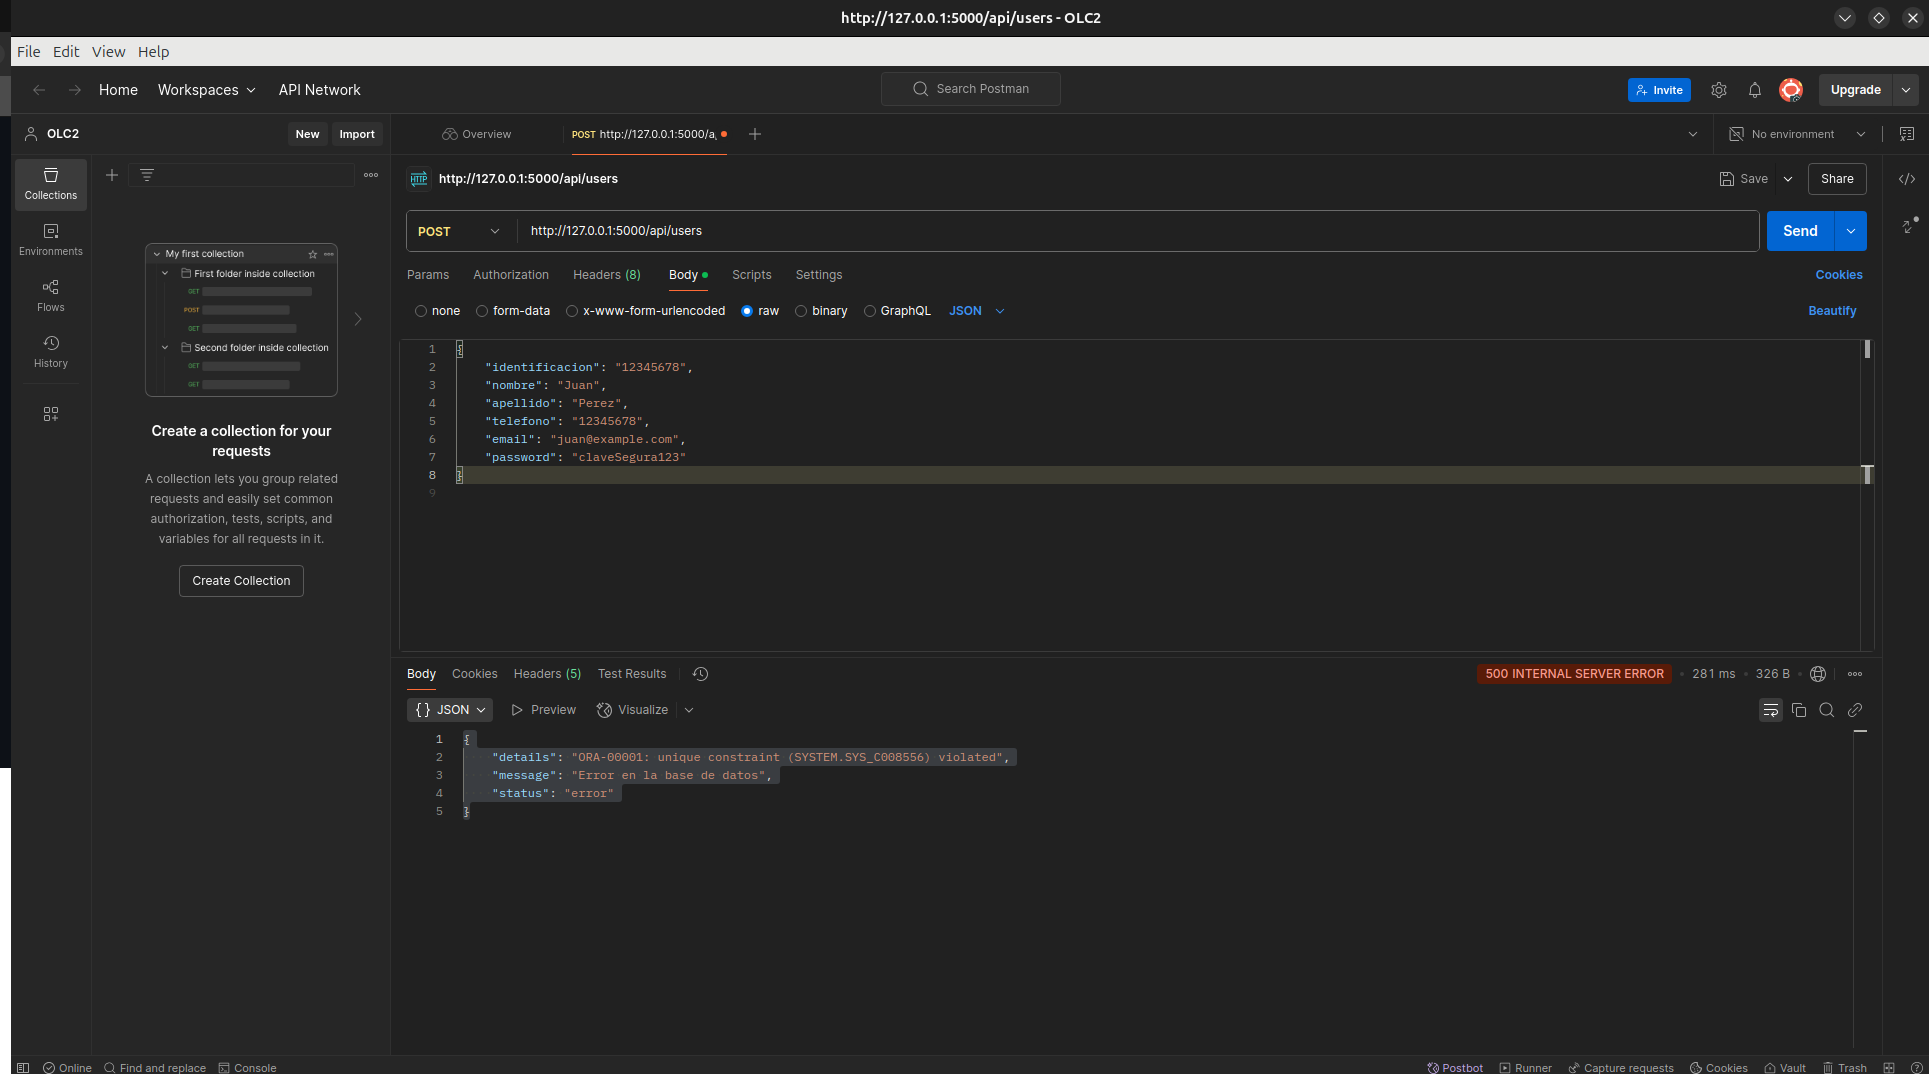 http://127.0.0.1:5000/api/users - OLC2
File Edit View Help
Home Workspaces API Network
Search Postman
Invite
Upgrade
OLC2
New Import
Overview
POST http://127.0.0.1:5000/a
No environment
Collections
Environments
Flows
History
My first collection
First folder inside collection
GET
POST
GET
Second folder inside collection
GET
GET
Create a collection for your
requests
A collection lets you group related
requests and easily set common
authorization, tests, scripts, and
variables for all requests in it.
Create Collection
HTTP http://127.0.0.1:5000/api/users
Save Share
POST http://127.0.0.1:5000/api/users
Send
Params Authorization Headers (8) Body Scripts Settings
Cookies
none form-data x-www-form-urlencoded raw binary GraphQL JSON
Beautify
1 {
2 "identificacion": "12345678",
3 "nombre": "Juan",
4 "apellido": "Perez",
5 "telefono": "12345678",
6 "email": "juan@example.com",
7 "password": "claveSegura123"
8 }
9
Body Cookies Headers (5) Test Results
500 INTERNAL SERVER ERROR • 281 ms • 326 B
{} JSON Preview Visualize
1 {
2 "details": "ORA-00001: unique constraint (SYSTEM.SYS_C008556) violated",
3 "message": "Error en la base de datos",
4 "status": "error"
5 }
Online Find and replace Console
Postbot Runner Capture requests Cookies Vault Trash